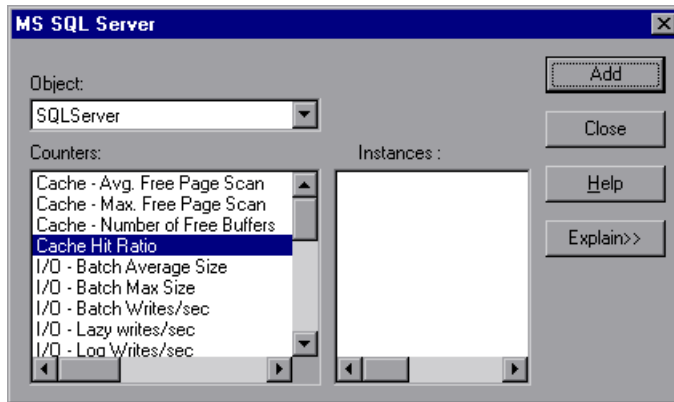 MS SQL Server
Object:
SQLServer
Counters:
Instances :
Cache - Avg. Free Page Scan
Cache - Max. Free Page Scan
Cache - Number of Free Buffers
Cache Hit Ratio
I/O - Batch Average Size
I/O - Batch Max Size
I/O - Batch Writes/sec
I/O - Lazy writes/sec
I/O - Log Writes/sec
Add
Close
Help
Explain>>